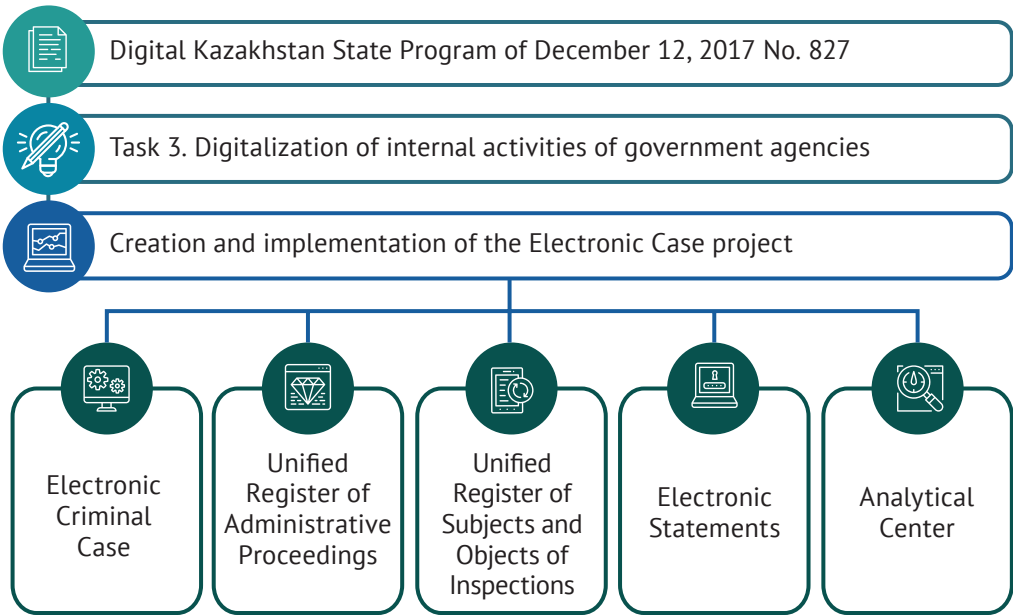 Digital Kazakhstan State Program of December 12, 2017 No. 827
Task 3. Digitalization of internal activities of government agencies
Creation and implementation of the Electronic Case project
Electronic
Criminal
Case
Unified
Register of
Administrative
Proceedings
Unified
Register of
Subjects and
Objects of
Inspections
Electronic
Statements
Analytical
Center